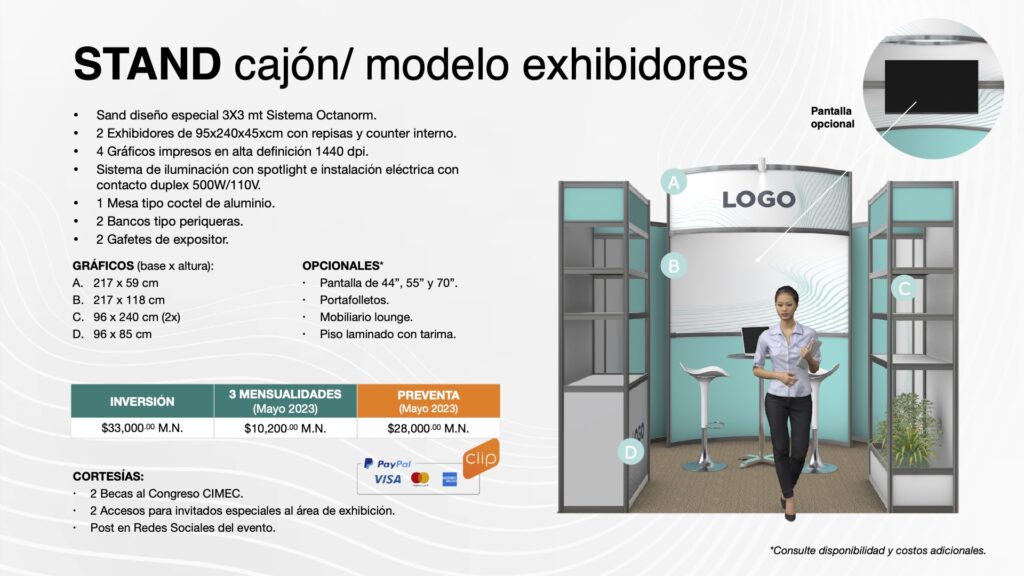 STAND cajón/ modelo exhibidores
• Sand diseño especial 3X3 mt Sistema Octanorm.
• 2 Exhibidores de 95x240x45xcm con repisas y counter interno.
• 4 Gráficos impresos en alta definición 1440 dpi.
• Sistema de iluminación con spotlight e instalación eléctrica con
contacto duplex 500W/110V.
• 1 Mesa tipo coctel de aluminio.
• 2 Bancos tipo periqueras.
• 2 Gafetes de expositor.
GRÁFICOS (base x altura):
A. 217 x 59 cm
B. 217 x 118 cm
C. 96 x 240 cm (2x)
D. 96 x 85 cm
OPCIONALES*
· Pantalla de 44”, 55” y 70”.
· Portafolletos.
· Mobiliario lounge.
· Piso laminado con tarima.
INVERSIÓN
3 MENSUALIDADES
(Mayo 2023)
PREVENTA
(Mayo 2023)
$33,000.00 M.N.
$10,200.00 M.N.
$28,000.00 M.N.
clip
PayPal
VISA
CORTESÍAS:
· 2 Becas al Congreso CIMEC.
· 2 Accesos para invitados especiales al área de exhibición.
· Post en Redes Sociales del evento.
Pantalla
opcional
A
LOGO
B
C
LOGO
D
*Consulte disponibilidad y costos adicionales.